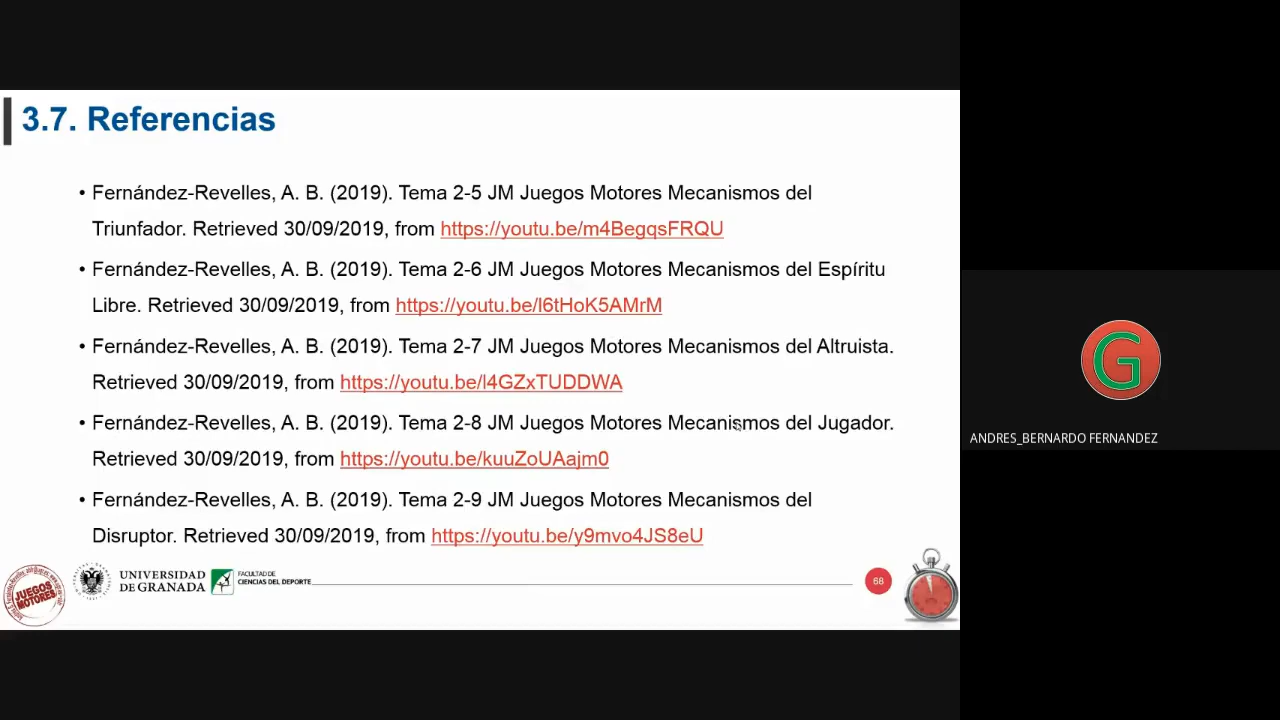 3.7. Referencias
• Fernández-Revelles, A. B. (2019). Tema 2-5 JM Juegos Motores Mecanismos del
Triunfador. Retrieved 30/09/2019, from https://youtu.be/m4BegqsFRQU
• Fernández-Revelles, A. B. (2019). Tema 2-6 JM Juegos Motores Mecanismos del Espíritu
Libre. Retrieved 30/09/2019, from https://youtu.be/l6tHoK5AMrM
• Fernández-Revelles, A. B. (2019). Tema 2-7 JM Juegos Motores Mecanismos del Altruista.
Retrieved 30/09/2019, from https://youtu.be/l4GZxTUDDWA
• Fernández-Revelles, A. B. (2019). Tema 2-8 JM Juegos Motores Mecanismos del Jugador.
Retrieved 30/09/2019, from https://youtu.be/kuuZoUAajm0
• Fernández-Revelles, A. B. (2019). Tema 2-9 JM Juegos Motores Mecanismos del
Disruptor. Retrieved 30/09/2019, from https://youtu.be/y9mvo4JS8eU
JUEGOS
MOTORES
UNIVERSIDAD
DE GRANADA
FACULTAD DE
CIENCIAS DEL DEPORTE
68
G
ANDRES_BERNARDO FERNANDEZ